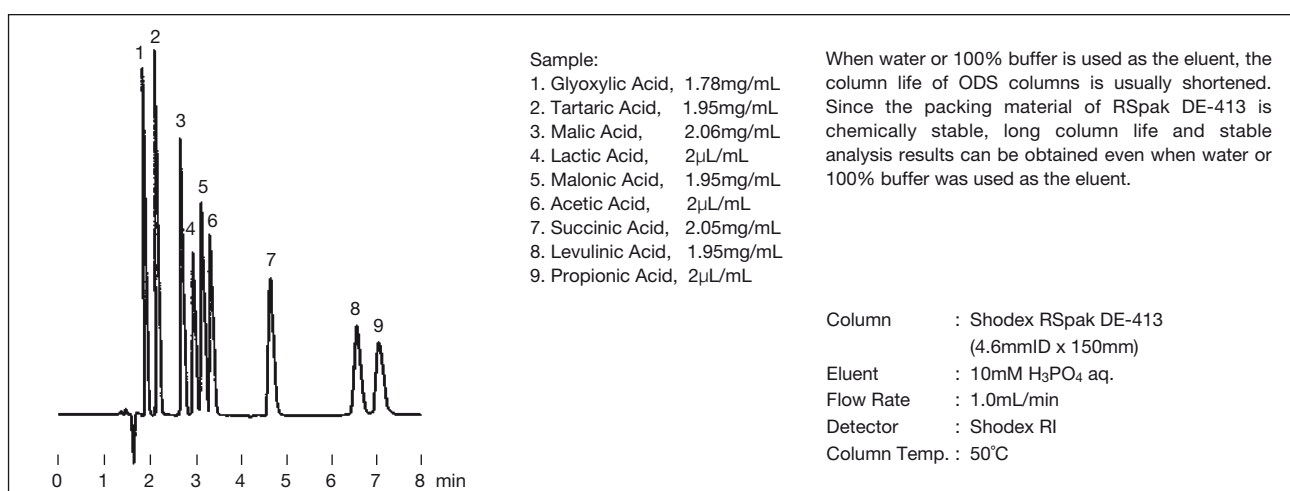 1
2
3
4
5
6
7
8
9
0 1 2 3 4 5 6 7 8 min
Sample:
1. Glyoxylic Acid, 1.78mg/mL
2. Tartaric Acid, 1.95mg/mL
3. Malic Acid, 2.06mg/mL
4. Lactic Acid, 2µL/mL
5. Malonic Acid, 1.95mg/mL
6. Acetic Acid, 2µL/mL
7. Succinic Acid, 2.05mg/mL
8. Levulinic Acid, 1.95mg/mL
9. Propionic Acid, 2µL/mL
When water or 100% buffer is used as the eluent, the
column life of ODS columns is usually shortened.
Since the packing material of RSpak DE-413 is
chemically stable, long column life and stable
analysis results can be obtained even when water or
100% buffer was used as the eluent.
Column : Shodex RSpak DE-413
(4.6mmID x 150mm)
Eluent : 10mM H₃PO₄ aq.
Flow Rate : 1.0mL/min
Detector : Shodex RI
Column Temp. : 50°C